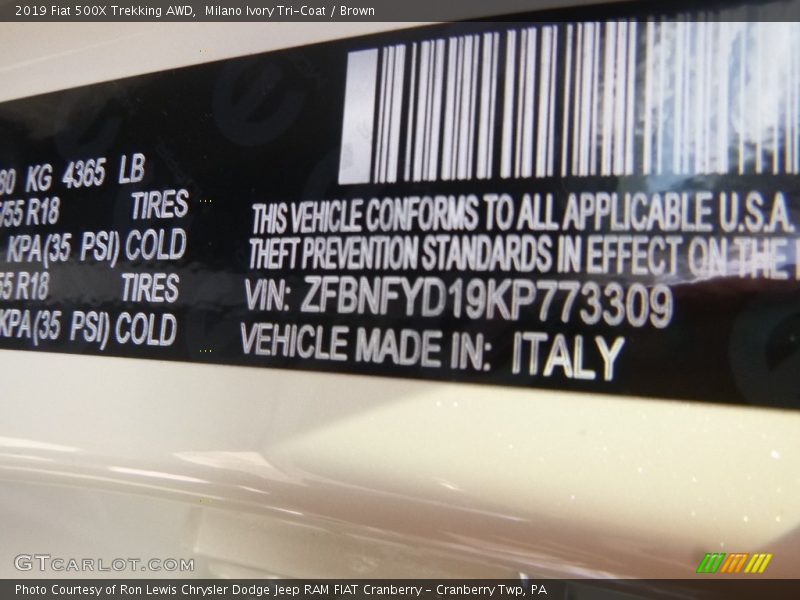 2019 Fiat 500X Trekking AWD,  Milano Ivory Tri-Coat / Brown
80 KG 4365 LB
/55 R18 TIRES
KPA(35 PSI) COLD
55 R18 TIRES
KPA(35 PSI) COLD
THIS VEHICLE CONFORMS TO ALL APPLICABLE U.S.A.
THEFT PREVENTION STANDARDS IN EFFECT ON THE
VIN: ZFBNFYD19KP773309
VEHICLE MADE IN: ITALY
GTCARLOT.COM
Photo Courtesy of Ron Lewis Chrysler Dodge Jeep RAM FIAT Cranberry - Cranberry Twp, PA